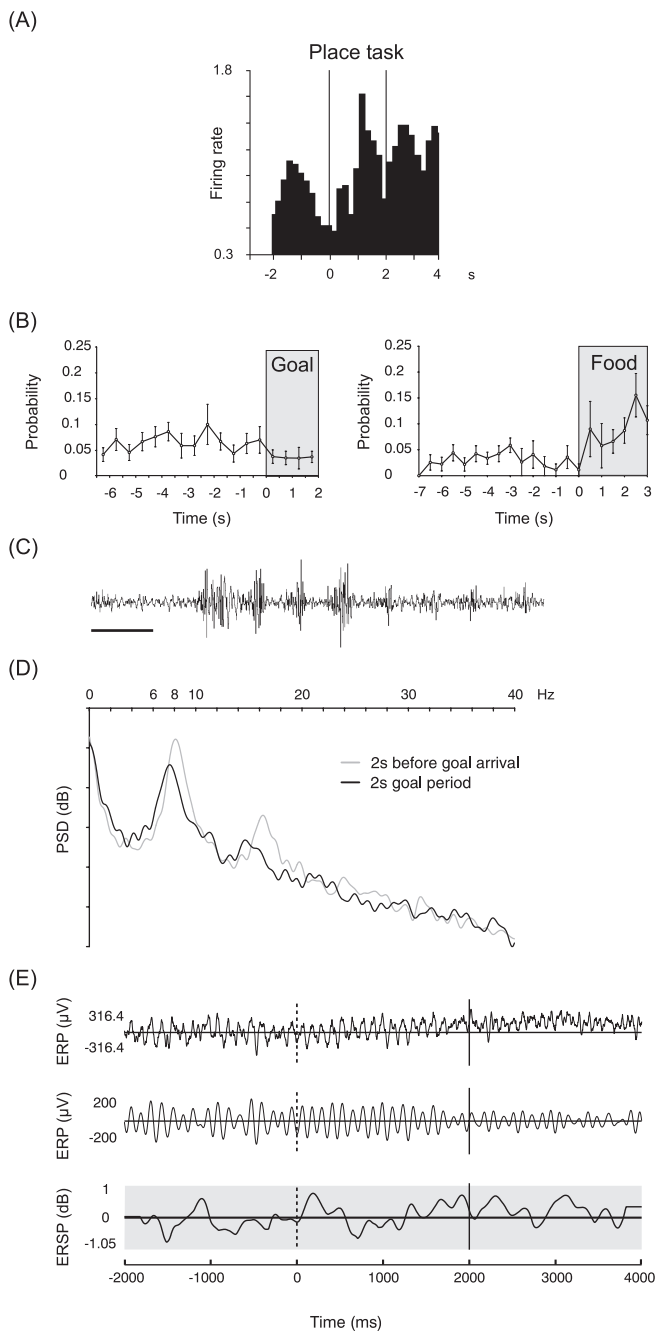 (A)
Place task
1.8
Firing rate
0.3
-2 0 2 4 s
(B)
0.25
0.2
0.15
0.1
0.05
0
Probability
Goal
-6 -5 -4 -3 -2 -1 0 1 2
Time (s)
0.25
0.2
0.15
0.1
0.05
0
Probability
Food
-7 -6 -5 -4 -3 -2 -1 0 1 2 3
Time (s)
(C)
(D)
0 6 8 10 20 30 40 Hz
PSD (dB)
2s before goal arrival
2s goal period
(E)
ERP (µV)
316.4
-316.4
ERP (µV)
200
-200
ERSP (dB)
1
0
-1.05
-2000 -1000 0 1000 2000 3000 4000
Time (ms)